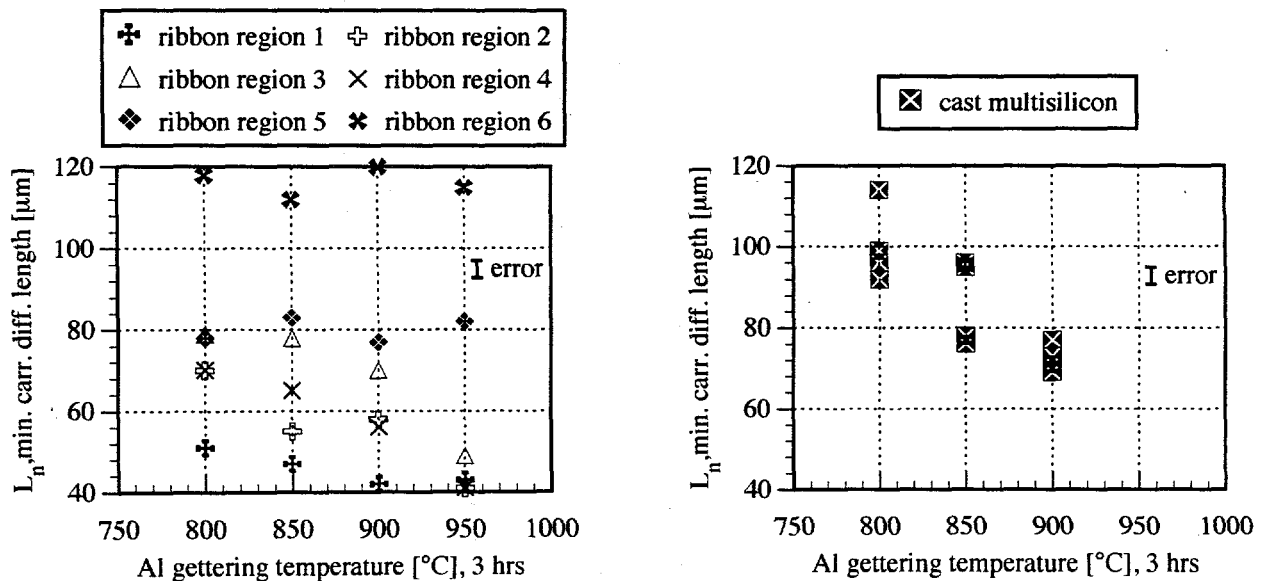 ribbon region 1 ribbon region 2
ribbon region 3 ribbon region 4
ribbon region 5 ribbon region 6
L_n,min. carr. diff. length [µm]
120
100
80
60
40
I error
750 800 850 900 950 1000
Al gettering temperature [°C], 3 hrs
cast multisilicon
L_n,min. carr. diff. length [µm]
120
100
80
60
40
I error
750 800 850 900 950 1000
Al gettering temperature [°C], 3 hrs